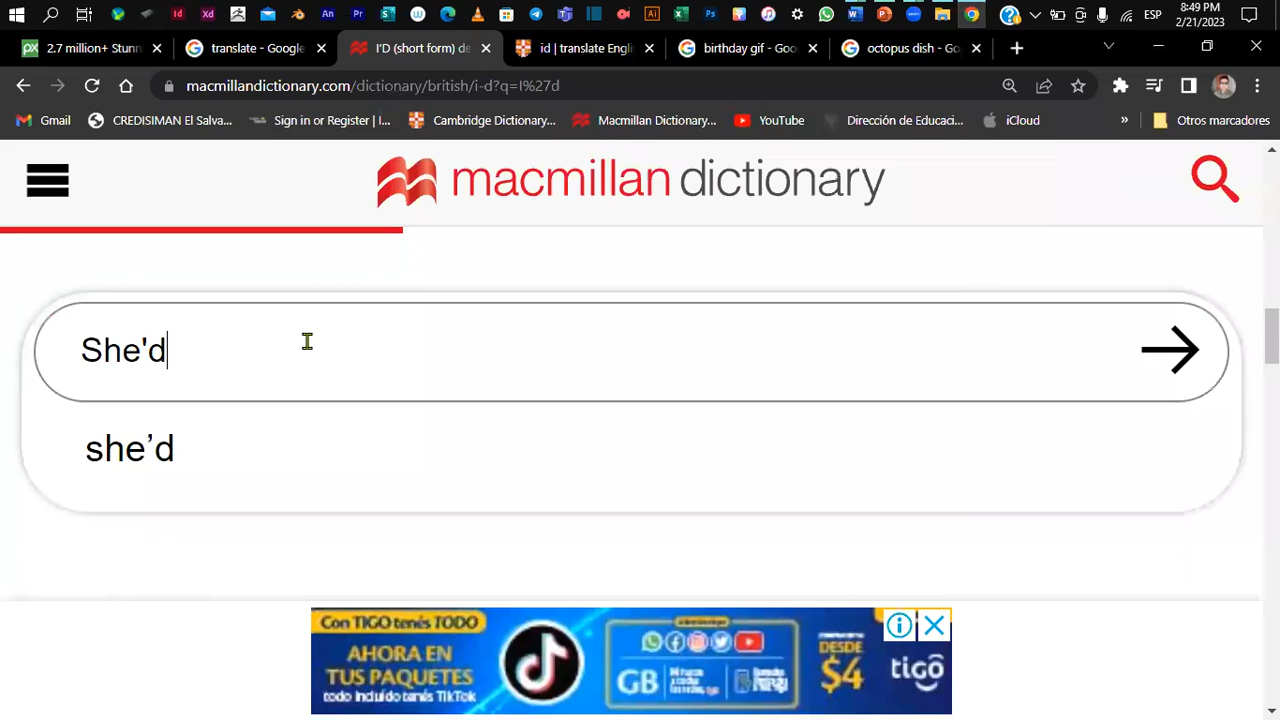 8:49 PM
ESP
2/21/2023
2.7 million+ Stunn
translate - Google
I'D (short form) de
id | translate Engli
birthday gif - Goo
octopus dish - Go
macmillandictionary.com/dictionary/british/i-d?q=I%27d
Gmail
CREDISIMAN El Salva...
Sign in or Register | I...
Cambridge Dictionary...
Macmillan Dictionary...
YouTube
Dirección de Educaci...
iCloud
»
Otros marcadores
macmillan dictionary
She'd
she’d
Con TIGO tenés TODO
AHORA EN
TUS PAQUETES
todo incluido tenés TikTok
GB
DESDE
$4
tigo